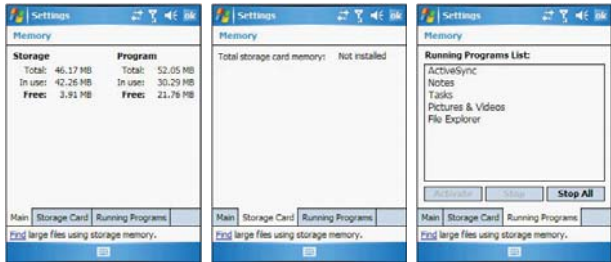 Settings
ok
Memory
Storage Program
Total: 46.17 MB Total: 52.05 MB
In use: 42.26 MB In use: 30.29 MB
Free: 3.91 MB Free: 21.76 MB
Main Storage Card Running Programs
Find large files using storage memory.
Settings
ok
Memory
Total storage card memory: Not installed
Main Storage Card Running Programs
Find large files using storage memory.
Settings
ok
Memory
Running Programs List:
ActiveSync
Notes
Tasks
Pictures & Videos
File Explorer
Activate Stop Stop All
Main Storage Card Running Programs
Find large files using storage memory.